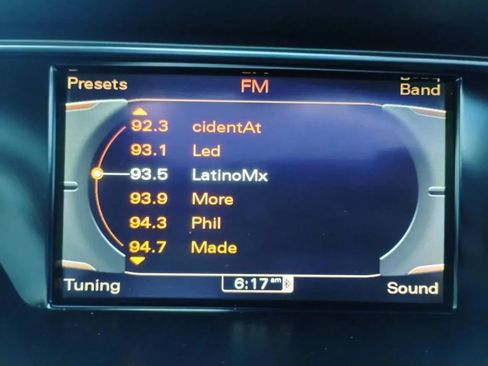 Presets
FM
Band
92.3 cidentAt
93.1 Led
93.5 LatinoMx
93.9 More
94.3 Phil
94.7 Made
Tuning
6:17 am
Sound